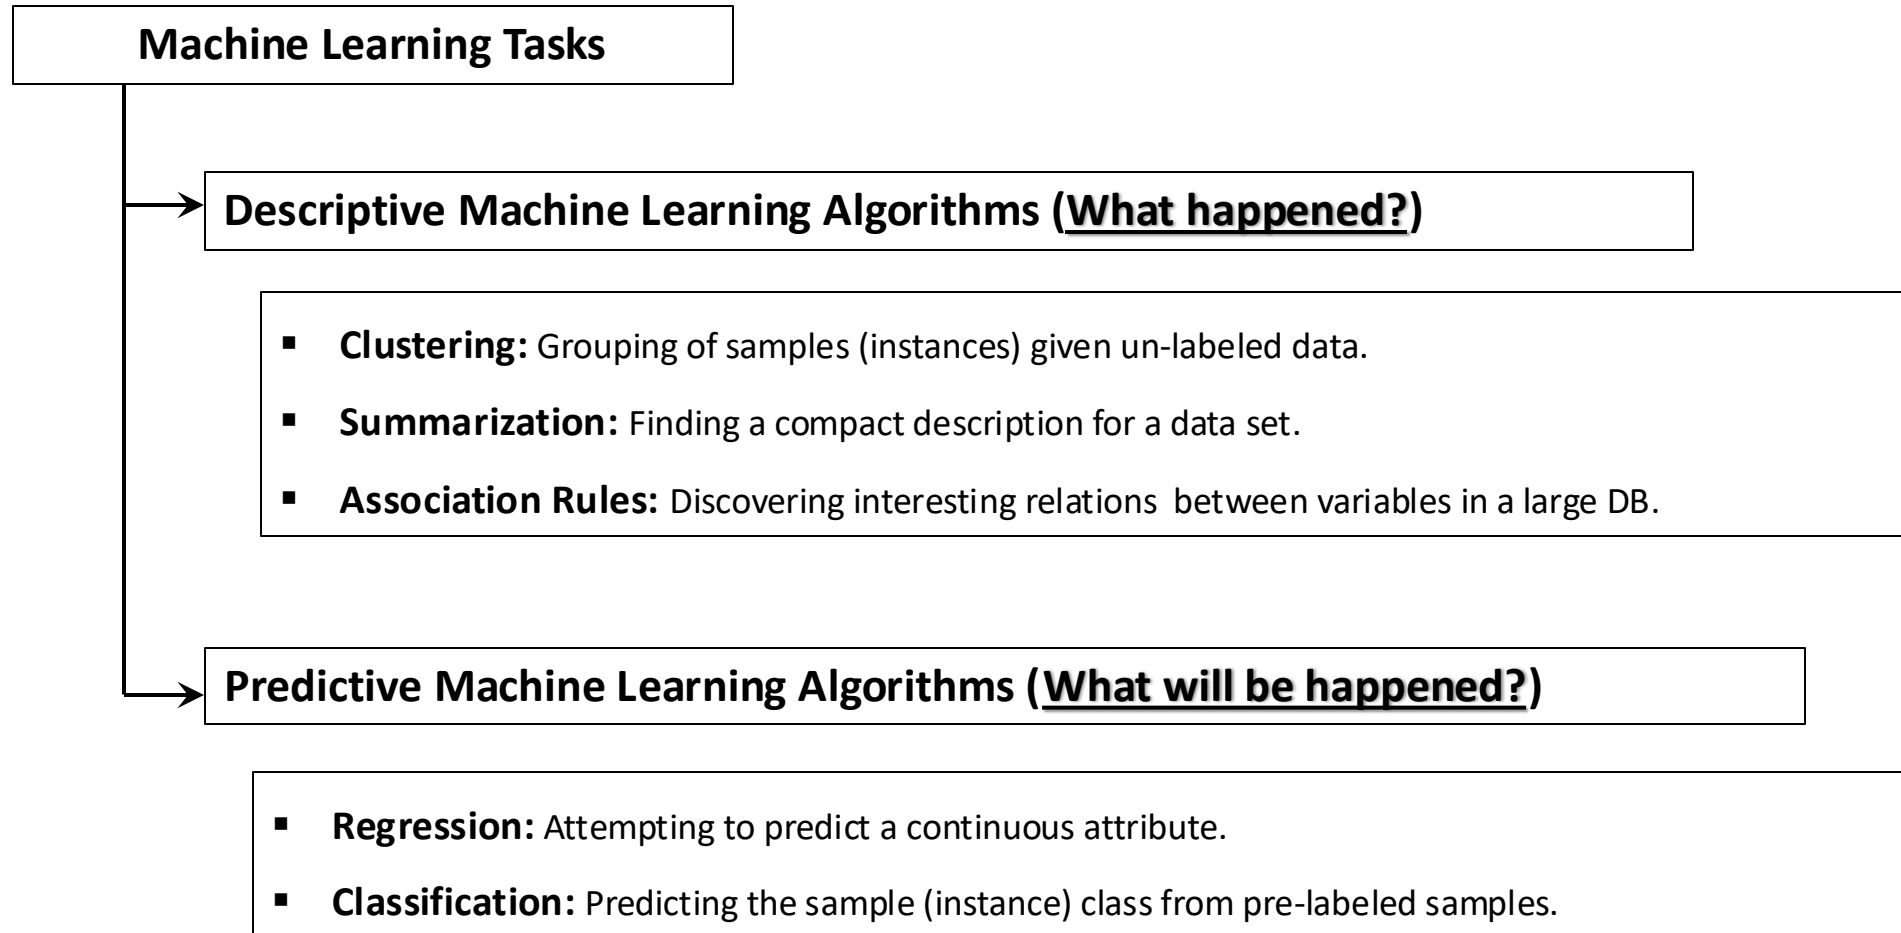 Machine Learning Tasks
Descriptive Machine Learning Algorithms (What happened?)
▪ Clustering: Grouping of samples (instances) given un-labeled data.
▪ Summarization: Finding a compact description for a data set.
▪ Association Rules: Discovering interesting relations  between variables in a large DB.
Predictive Machine Learning Algorithms (What will be happened?)
▪ Regression: Attempting to predict a continuous attribute.
▪ Classification: Predicting the sample (instance) class from pre-labeled samples.